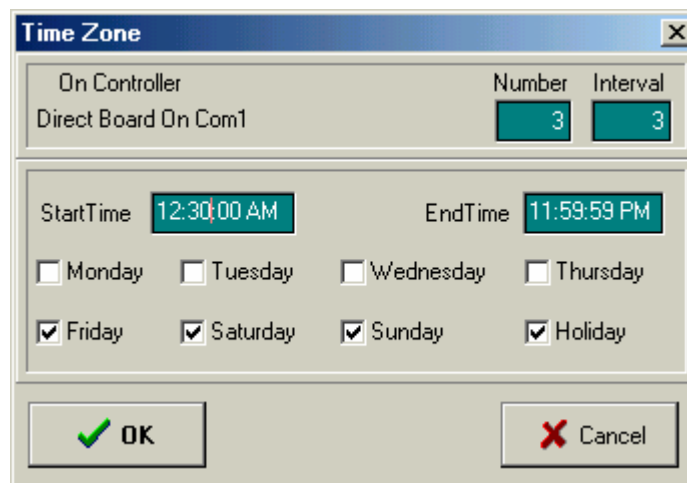 Time Zone
On Controller Number Interval
Direct Board On Com1 3 3
StartTime 12:30:00 AM EndTime 11:59:59 PM
Monday Tuesday Wednesday Thursday
Friday Saturday Sunday Holiday
OK Cancel